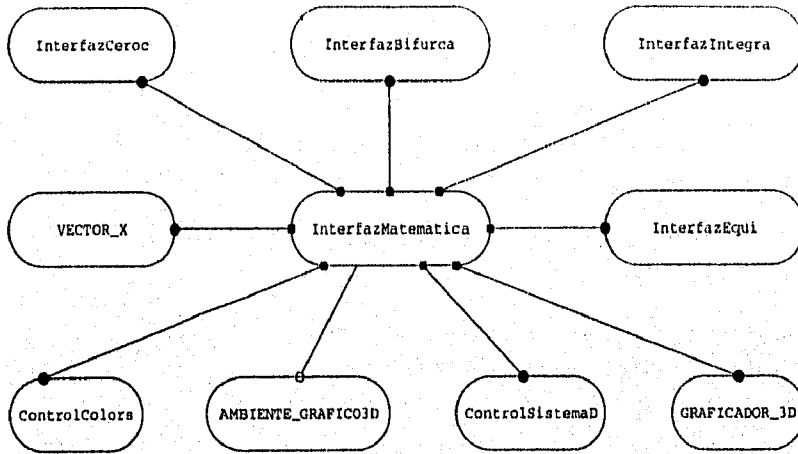 InterfazCeroc
InterfazBifurca
InterfazIntegra
VECTOR_X
InterfazMatematica
InterfazEqui
ControlColors
AMBIENTE_GRAFICO3D
ControlSistemaD
GRAFICADOR_3D